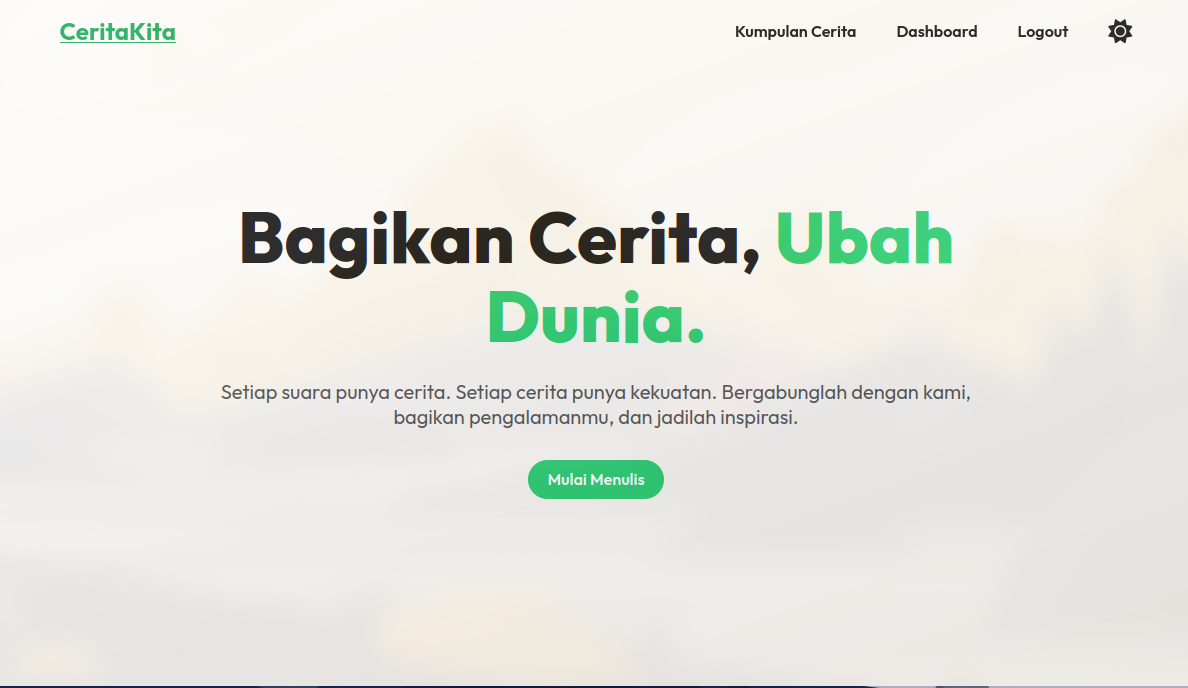 CeritaKita
Kumpulan Cerita
Dashboard
Logout
Bagikan Cerita, Ubah
Dunia.
Setiap suara punya cerita. Setiap cerita punya kekuatan. Bergabunglah dengan kami,
bagikan pengalamanmu, dan jadilah inspirasi.
Mulai Menulis